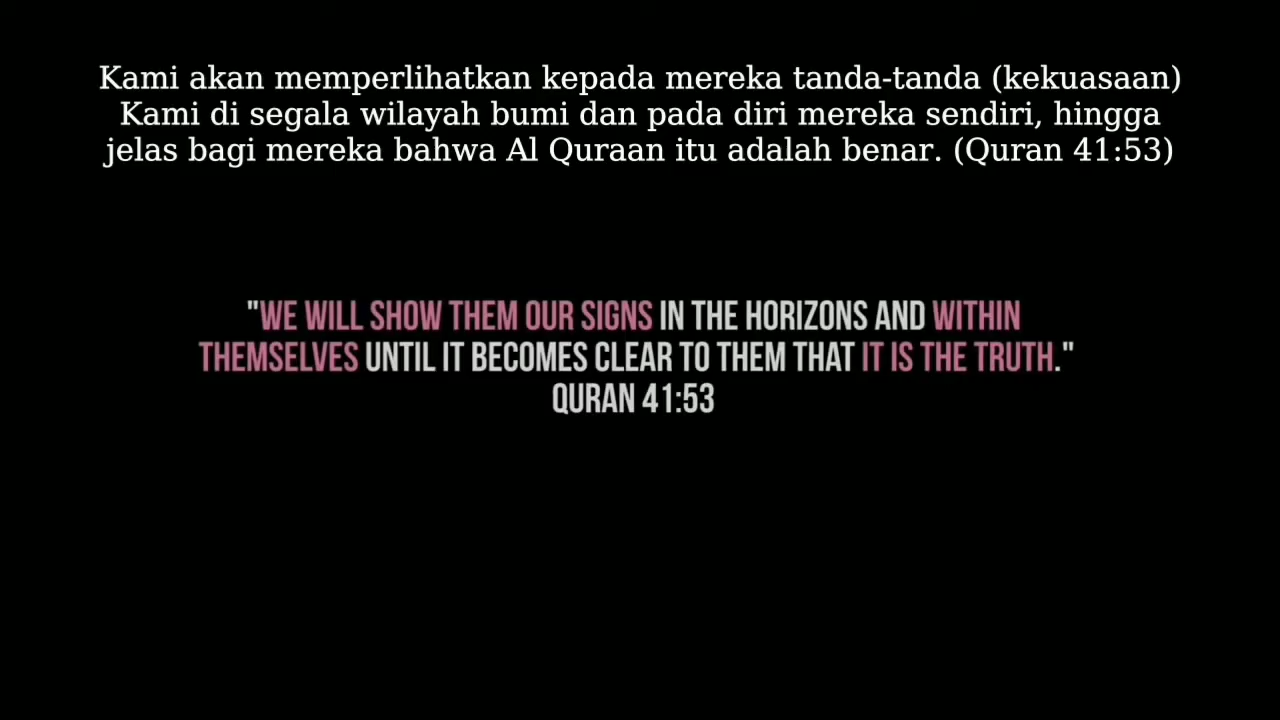 Kami akan memperlihatkan kepada mereka tanda-tanda (kekuasaan)
Kami di segala wilayah bumi dan pada diri mereka sendiri, hingga
jelas bagi mereka bahwa Al Quraan itu adalah benar. (Quran 41:53)
"WE WILL SHOW THEM OUR SIGNS IN THE HORIZONS AND WITHIN
THEMSELVES UNTIL IT BECOMES CLEAR TO THEM THAT IT IS THE TRUTH."
QURAN 41:53